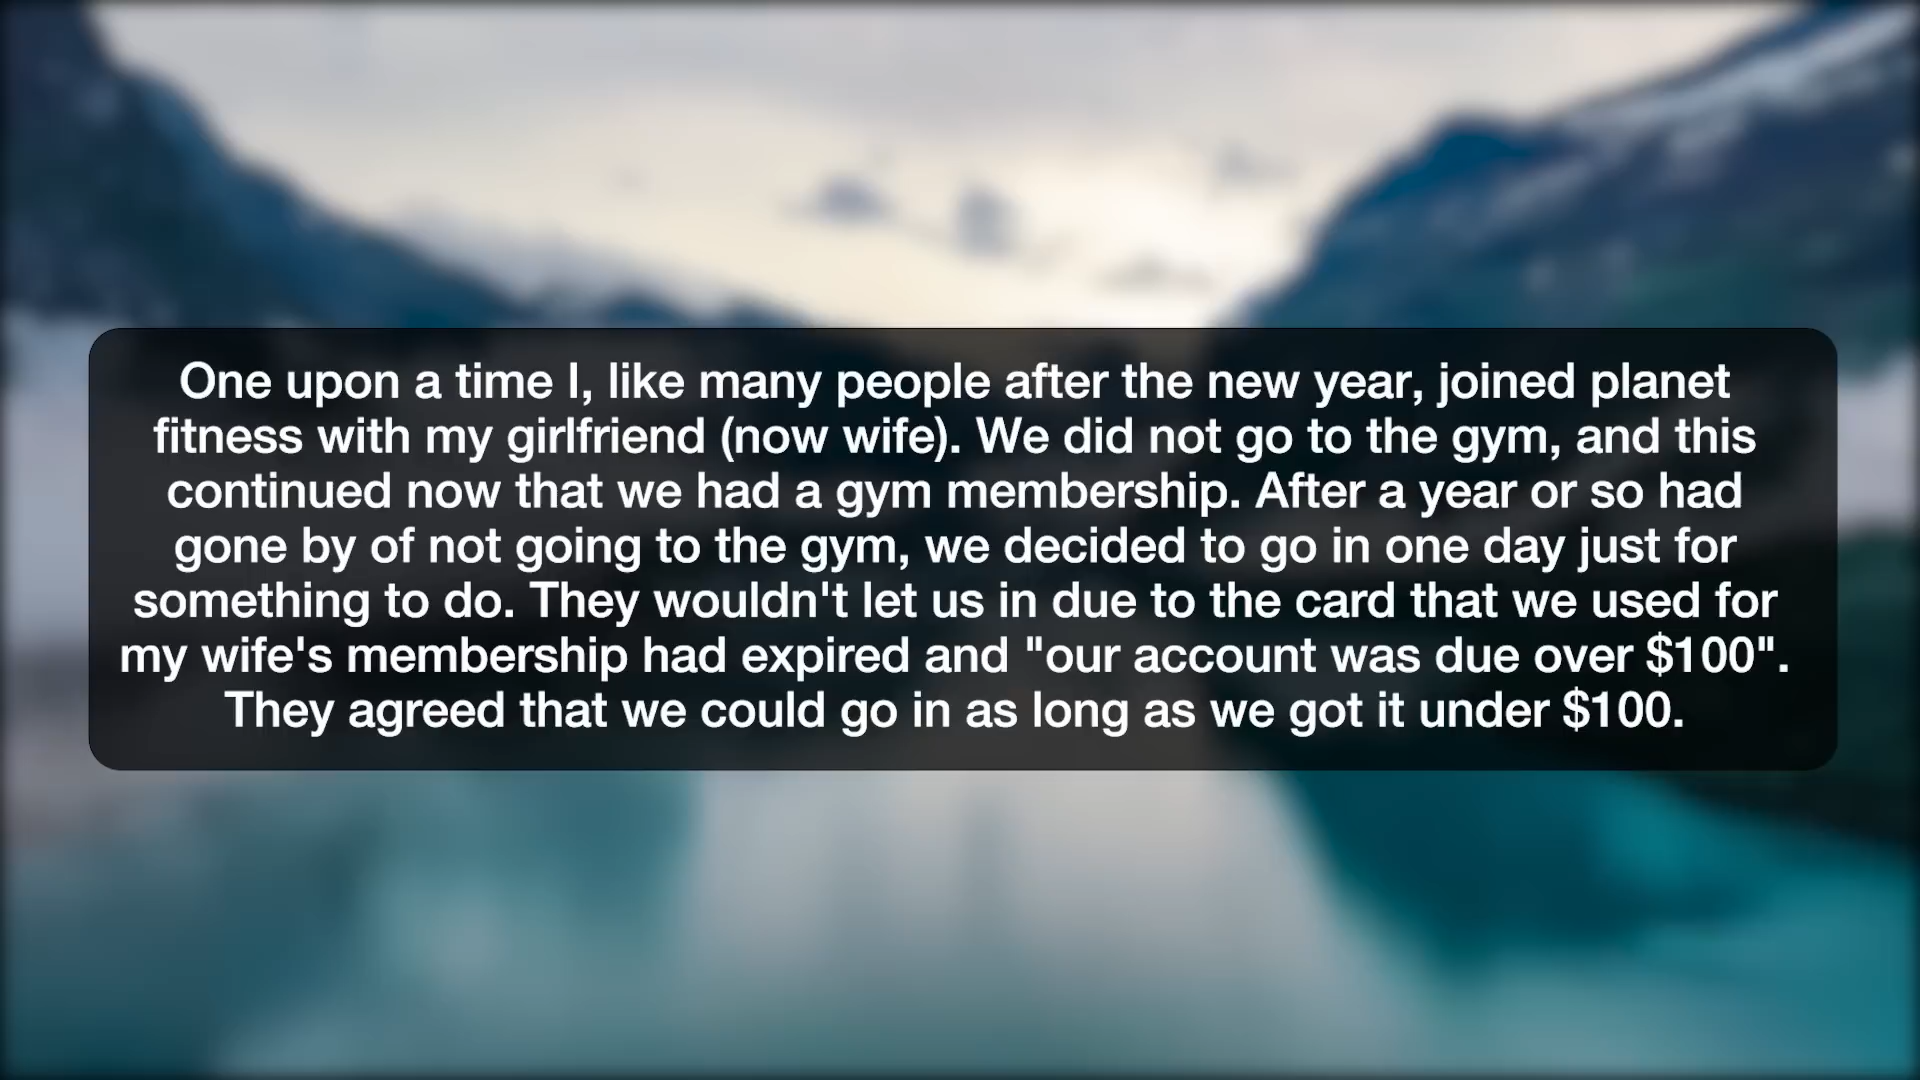 One upon a time I, like many people after the new year, joined planet
fitness with my girlfriend (now wife). We did not go to the gym, and this
continued now that we had a gym membership. After a year or so had
gone by of not going to the gym, we decided to go in one day just for
something to do. They wouldn't let us in due to the card that we used for
my wife's membership had expired and "our account was due over $100".
They agreed that we could go in as long as we got it under $100.